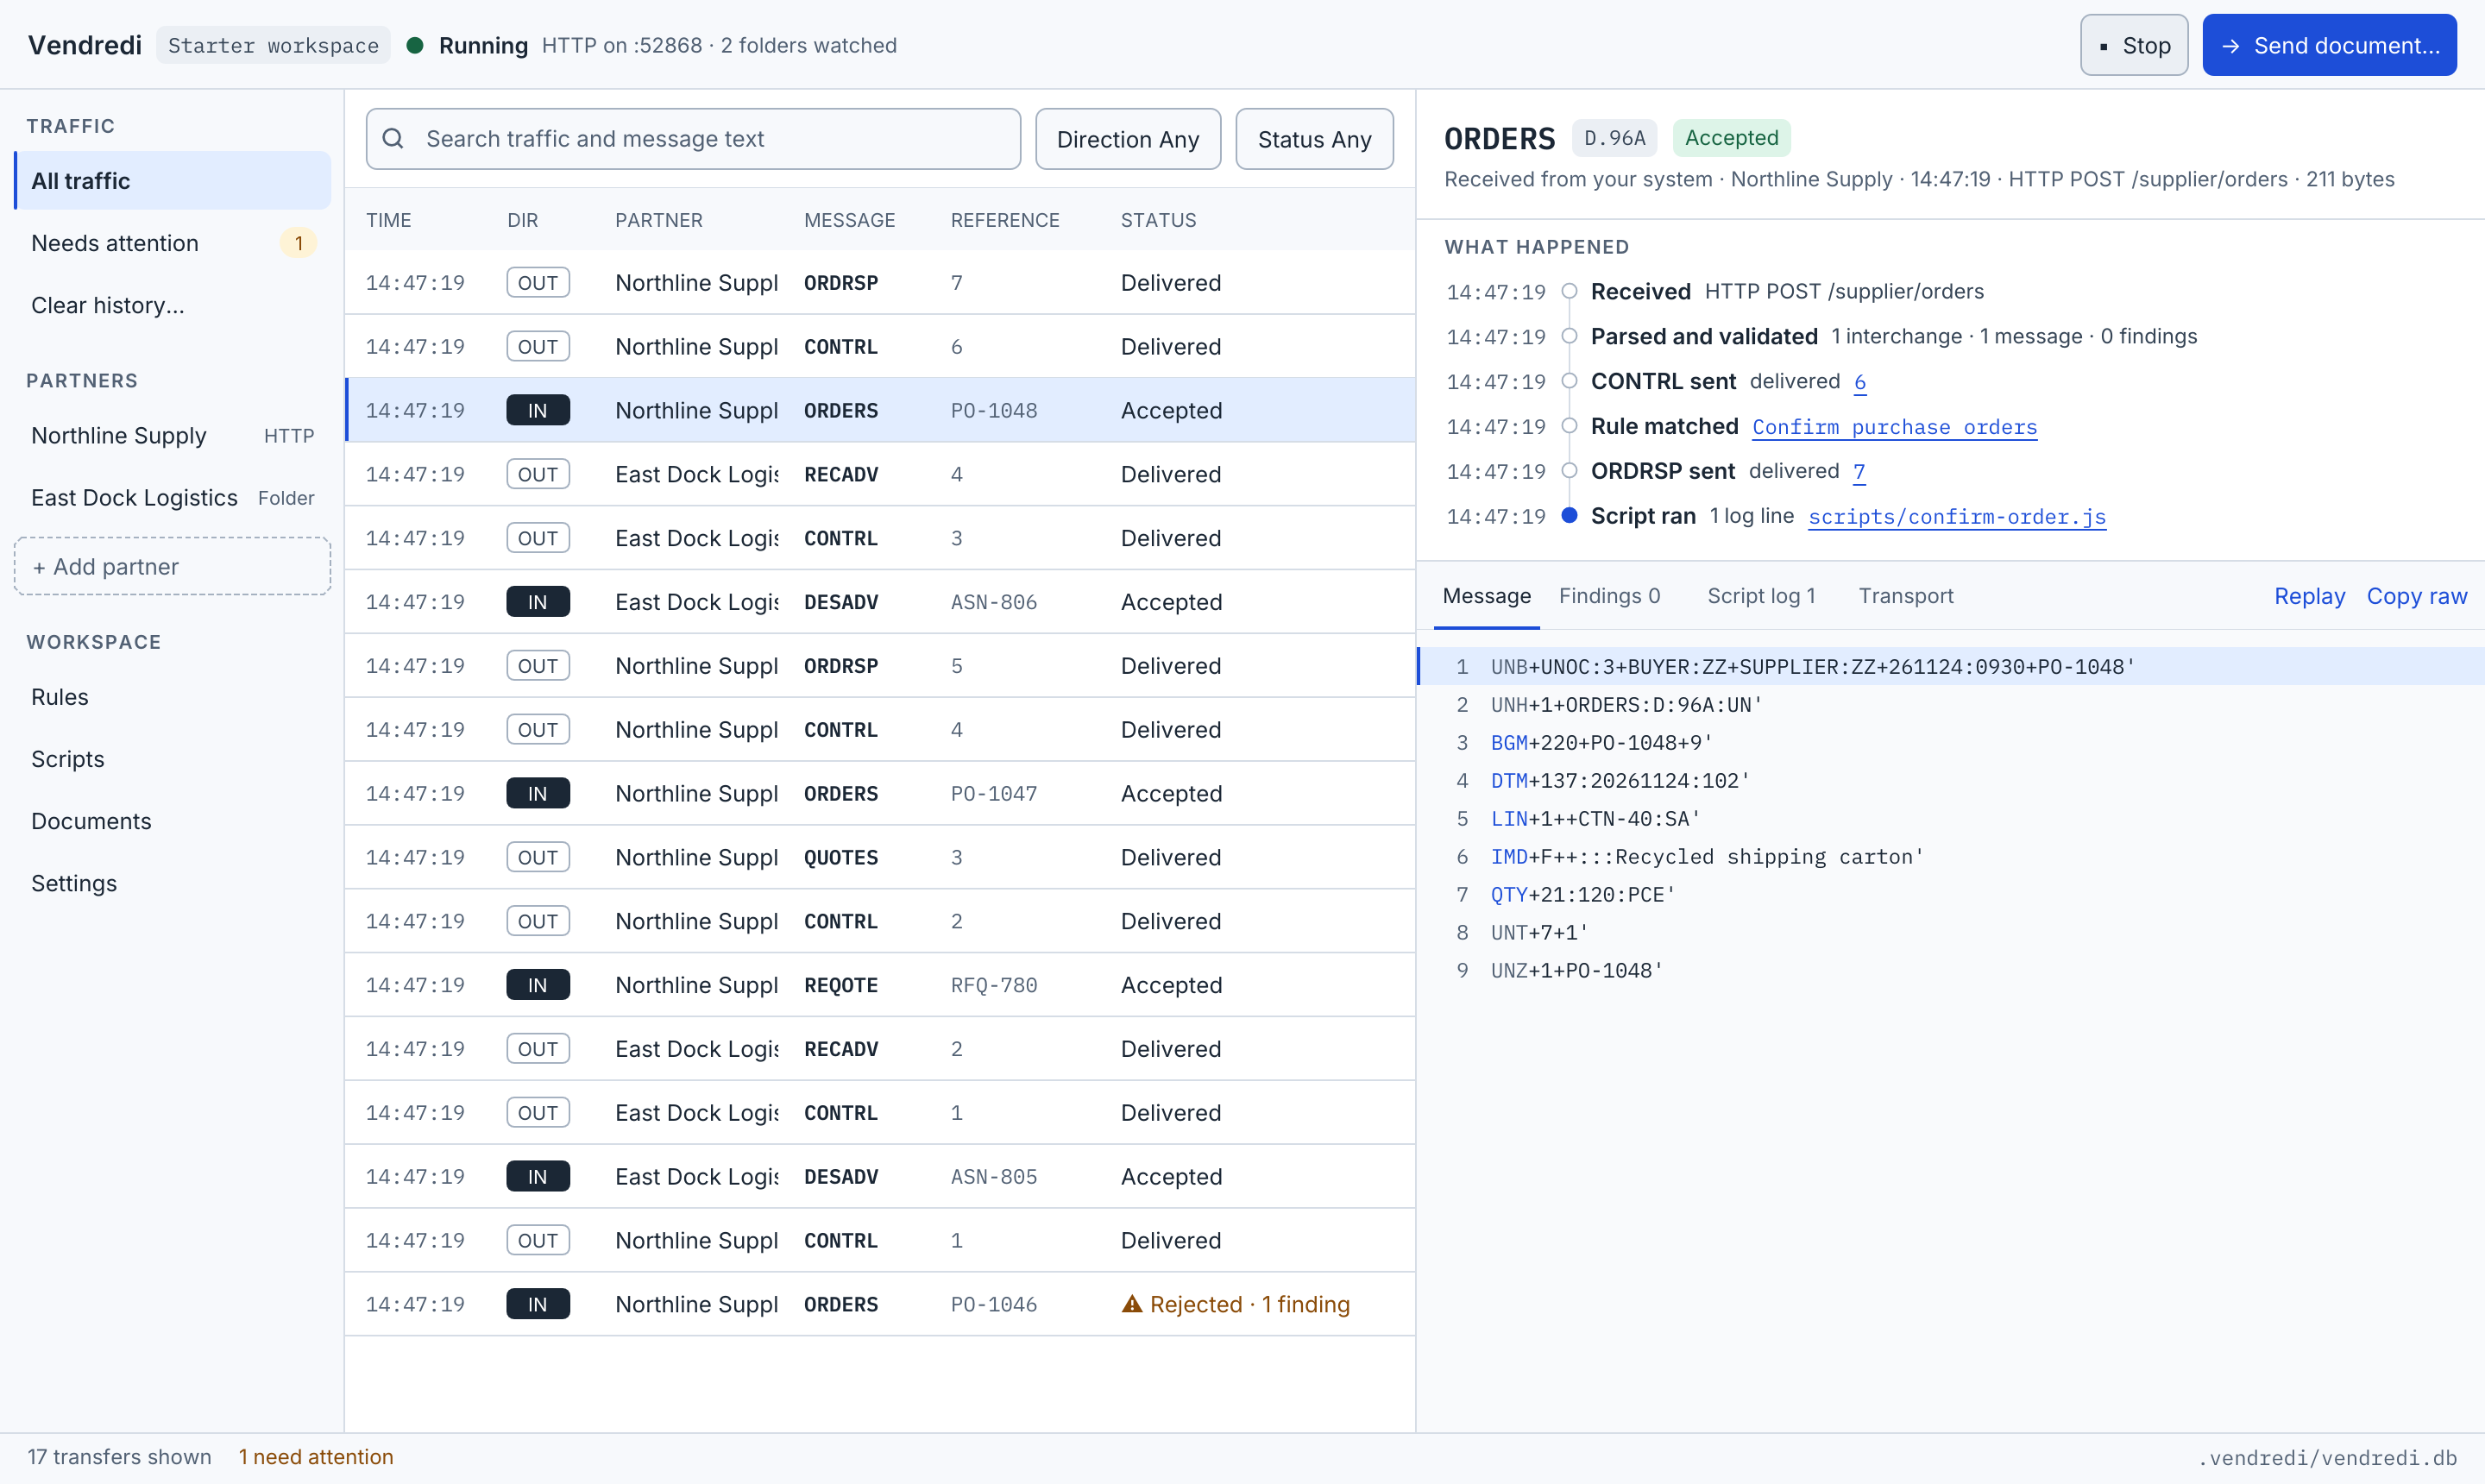 Vendredi Starter workspace Running HTTP on :52868 · 2 folders watched Stop → Send document...
TRAFFIC
All traffic
Needs attention 1
Clear history...
PARTNERS
Northline Supply HTTP
East Dock Logistics Folder
+ Add partner
WORKSPACE
Rules
Scripts
Documents
Settings
Search traffic and message text Direction Any Status Any
TIME DIR PARTNER MESSAGE REFERENCE STATUS
14:47:19 OUT Northline Suppl ORDRSP 7 Delivered
14:47:19 OUT Northline Suppl CONTRL 6 Delivered
14:47:19 IN Northline Suppl ORDERS PO-1048 Accepted
14:47:19 OUT East Dock Logis RECADV 4 Delivered
14:47:19 OUT East Dock Logis CONTRL 3 Delivered
14:47:19 IN East Dock Logis DESADV ASN-806 Accepted
14:47:19 OUT Northline Suppl ORDRSP 5 Delivered
14:47:19 OUT Northline Suppl CONTRL 4 Delivered
14:47:19 IN Northline Suppl ORDERS PO-1047 Accepted
14:47:19 OUT Northline Suppl QUOTES 3 Delivered
14:47:19 OUT Northline Suppl CONTRL 2 Delivered
14:47:19 IN Northline Suppl REQOTE RFQ-780 Accepted
14:47:19 OUT East Dock Logis RECADV 2 Delivered
14:47:19 OUT East Dock Logis CONTRL 1 Delivered
14:47:19 IN East Dock Logis DESADV ASN-805 Accepted
14:47:19 OUT Northline Suppl CONTRL 1 Delivered
14:47:19 IN Northline Suppl ORDERS PO-1046 Rejected · 1 finding
ORDERS D.96A Accepted
Received from your system · Northline Supply · 14:47:19 · HTTP POST /supplier/orders · 211 bytes
WHAT HAPPENED
14:47:19 Received HTTP POST /supplier/orders
14:47:19 Parsed and validated 1 interchange · 1 message · 0 findings
14:47:19 CONTRL sent delivered 6
14:47:19 Rule matched Confirm purchase orders
14:47:19 ORDRSP sent delivered 7
14:47:19 Script ran 1 log line scripts/confirm-order.js
Message Findings 0 Script log 1 Transport Replay Copy raw
1 UNB+UNOC:3+BUYER:ZZ+SUPPLIER:ZZ+261124:0930+PO-1048'
2 UNH+1+ORDERS:D:96A:UN'
3 BGM+220+PO-1048+9'
4 DTM+137:20261124:102'
5 LIN+1++CTN-40:SA'
6 IMD+F++:::Recycled shipping carton'
7 QTY+21:120:PCE'
8 UNT+7+1'
9 UNZ+1+PO-1048'
17 transfers shown 1 need attention .vendredi/vendredi.db